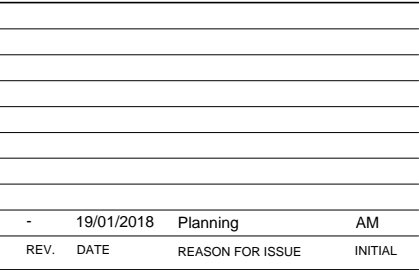 - 19/01/2018 Planning AM
REV. DATE REASON FOR ISSUE INITIAL